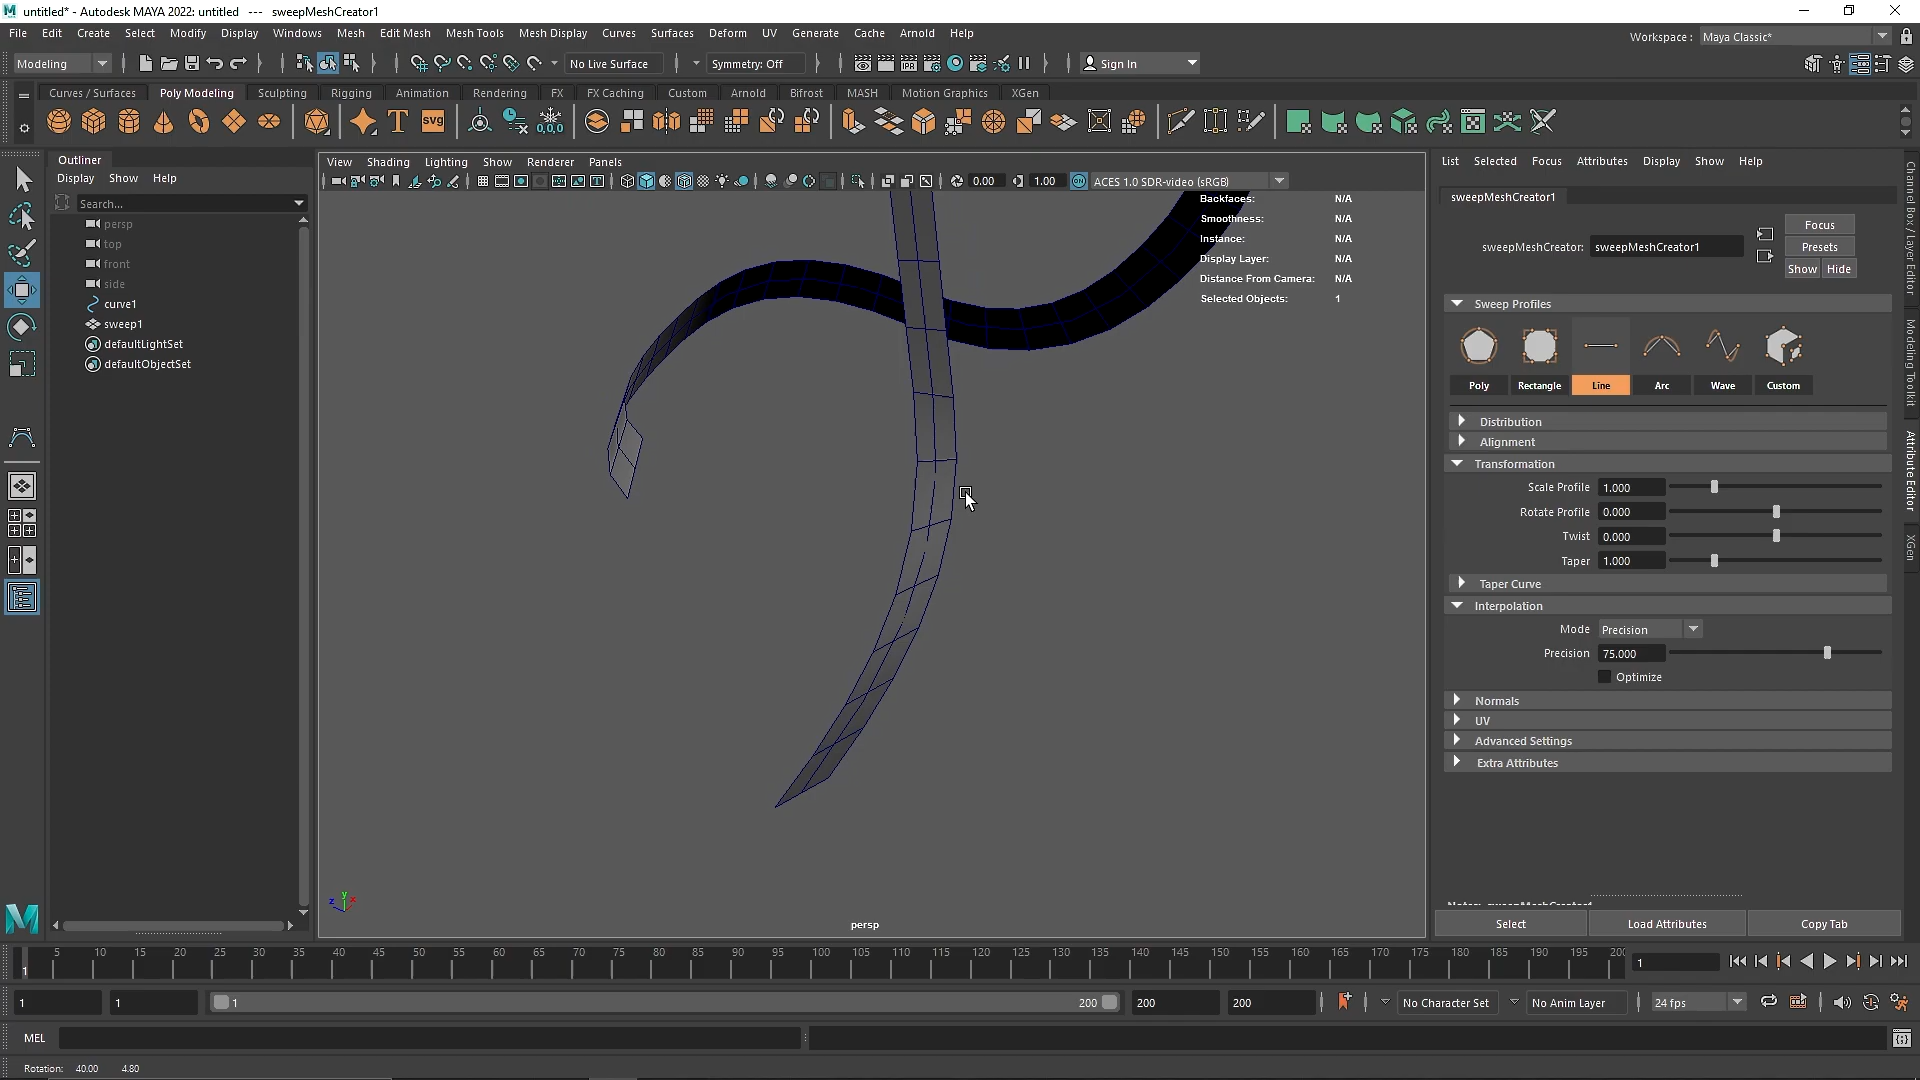 untitled* - Autodesk MAYA 2022: untitled --- sweepMeshCreator1
File Edit Create Select Modify Display Windows Mesh Edit Mesh Mesh Tools Mesh Display Curves Surfaces Deform UV Generate Cache Arnold Help
Workspace : Maya Classic*
Modeling No Live Surface Symmetry: Off Sign In
Curves / Surfaces Poly Modeling Sculpting Rigging Animation Rendering FX FX Caching Custom Arnold Bifrost MASH Motion Graphics XGen
Outliner
Display Show Help
Search...
persp
top
front
side
curve1
sweep1
defaultLightSet
defaultObjectSet
View Shading Lighting Show Renderer Panels
0.00 1.00 ACES 1.0 SDR-video (sRGB)
Backfaces: N/A
Smoothness: N/A
Instance: N/A
Display Layer: N/A
Distance From Camera: N/A
Selected Objects: 1
persp
List Selected Focus Attributes Display Show Help
sweepMeshCreator1
sweepMeshCreator: sweepMeshCreator1
Focus
Presets
Show Hide
Sweep Profiles
Poly Rectangle Line Arc Wave Custom
Distribution
Alignment
Transformation
Scale Profile 1.000
Rotate Profile 0.000
Twist 0.000
Taper 1.000
Taper Curve
Interpolation
Mode Precision
Precision 75.000
Optimize
Normals
UV
Advanced Settings
Extra Attributes
Select Load Attributes Copy Tab
Channel Box / Layer Editor
Modeling Toolkit
Attribute Editor
XGen
5 10 15 20 25 30 35 40 45 50 55 60 65 70 75 80 85 90 95 100 105 110 115 120 125 130 135 140 145 150 155 160 165 170 175 180 185 190 195 200
1 1
1 1 1 200 200 200 No Character Set No Anim Layer 24 fps
MEL
Rotation: 40.00 4.80